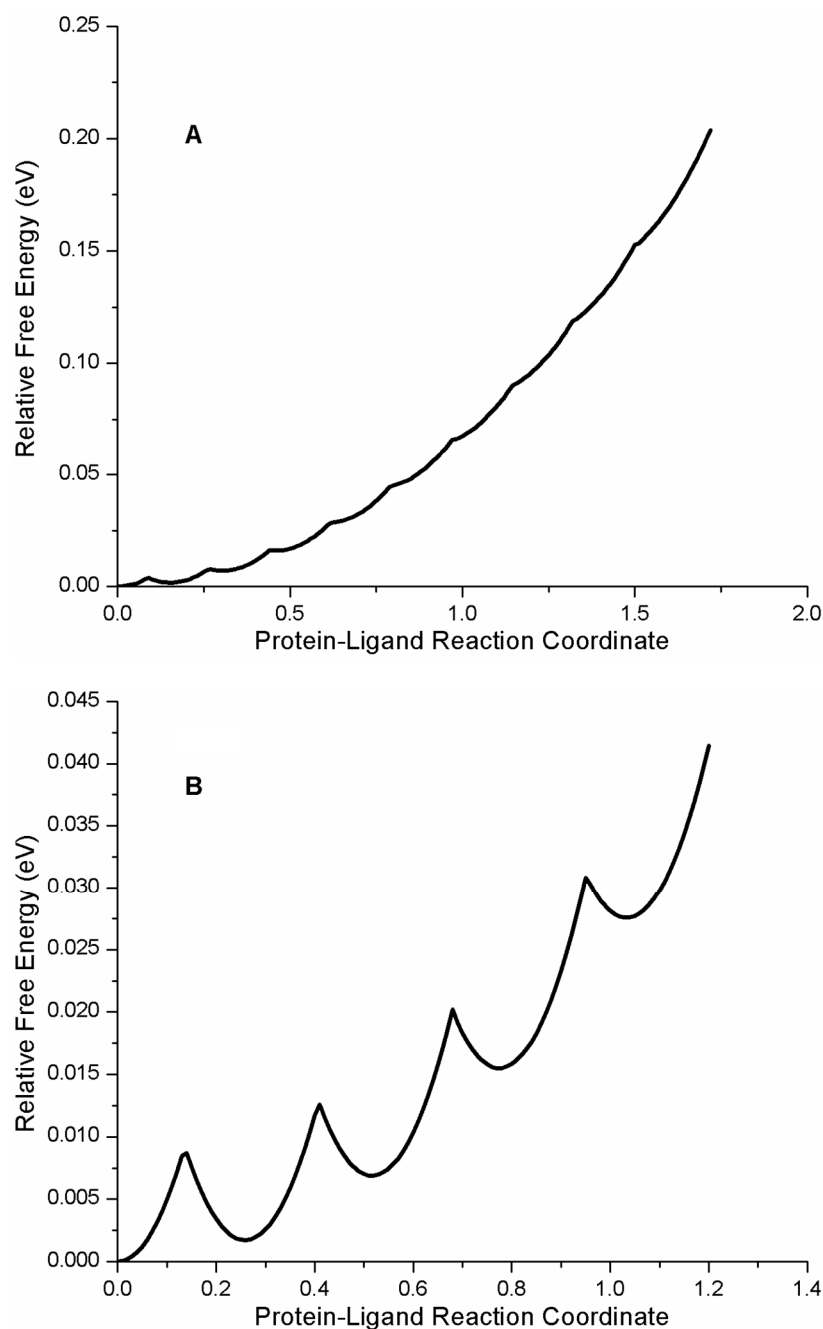 0.25
0.20
0.15
0.10
0.05
0.00
Relative Free Energy (eV)
A
0.0 0.5 1.0 1.5 2.0
Protein-Ligand Reaction Coordinate
0.045
0.040
0.035
0.030
0.025
0.020
0.015
0.010
0.005
0.000
Relative Free Energy (eV)
B
0.0 0.2 0.4 0.6 0.8 1.0 1.2 1.4
Protein-Ligand Reaction Coordinate